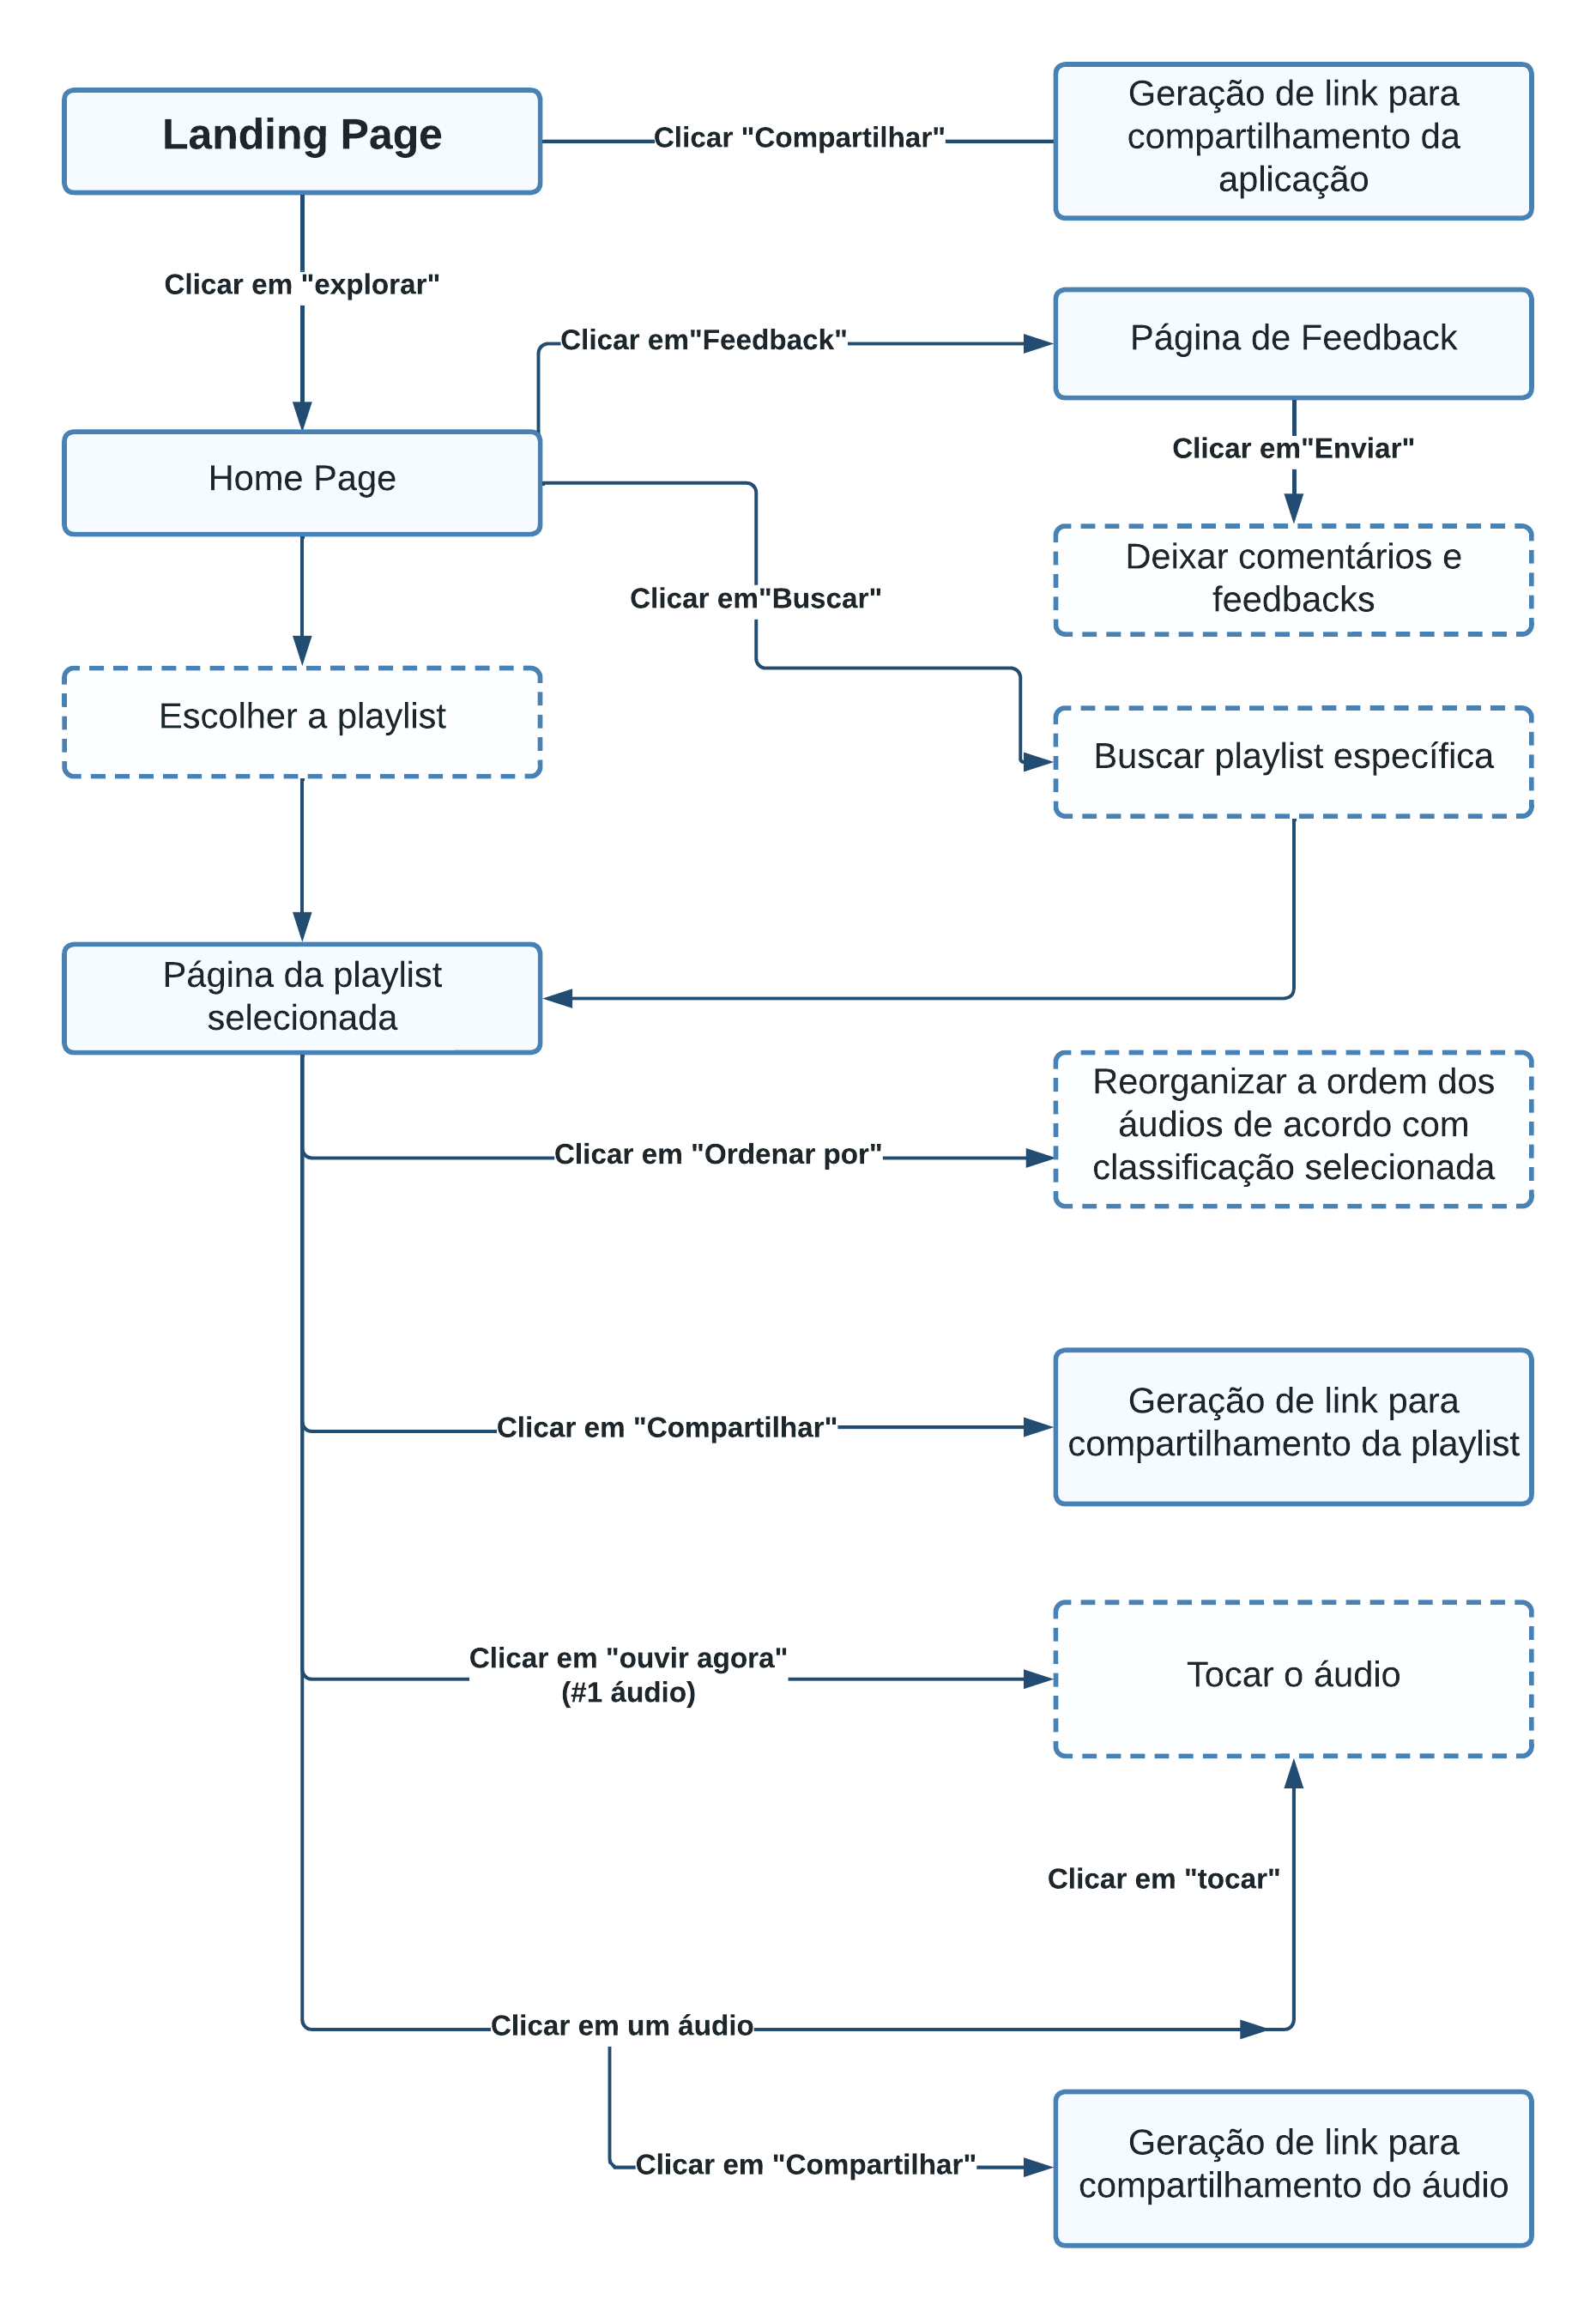 Landing Page
Clicar "Compartilhar"
Geração de link para
compartilhamento da
aplicação
Clicar em "explorar"
Clicar em"Feedback"
Página de Feedback
Clicar em"Enviar"
Home Page
Deixar comentários e
feedbacks
Clicar em"Buscar"
Escolher a playlist
Buscar playlist específica
Página da playlist
selecionada
Clicar em "Ordenar por"
Reorganizar a ordem dos
áudios de acordo com
classificação selecionada
Clicar em "Compartilhar"
Geração de link para
compartilhamento da playlist
Clicar em "ouvir agora"
(#1 áudio)
Tocar o áudio
Clicar em "tocar"
Clicar em um áudio
Clicar em "Compartilhar"
Geração de link para
compartilhamento do áudio